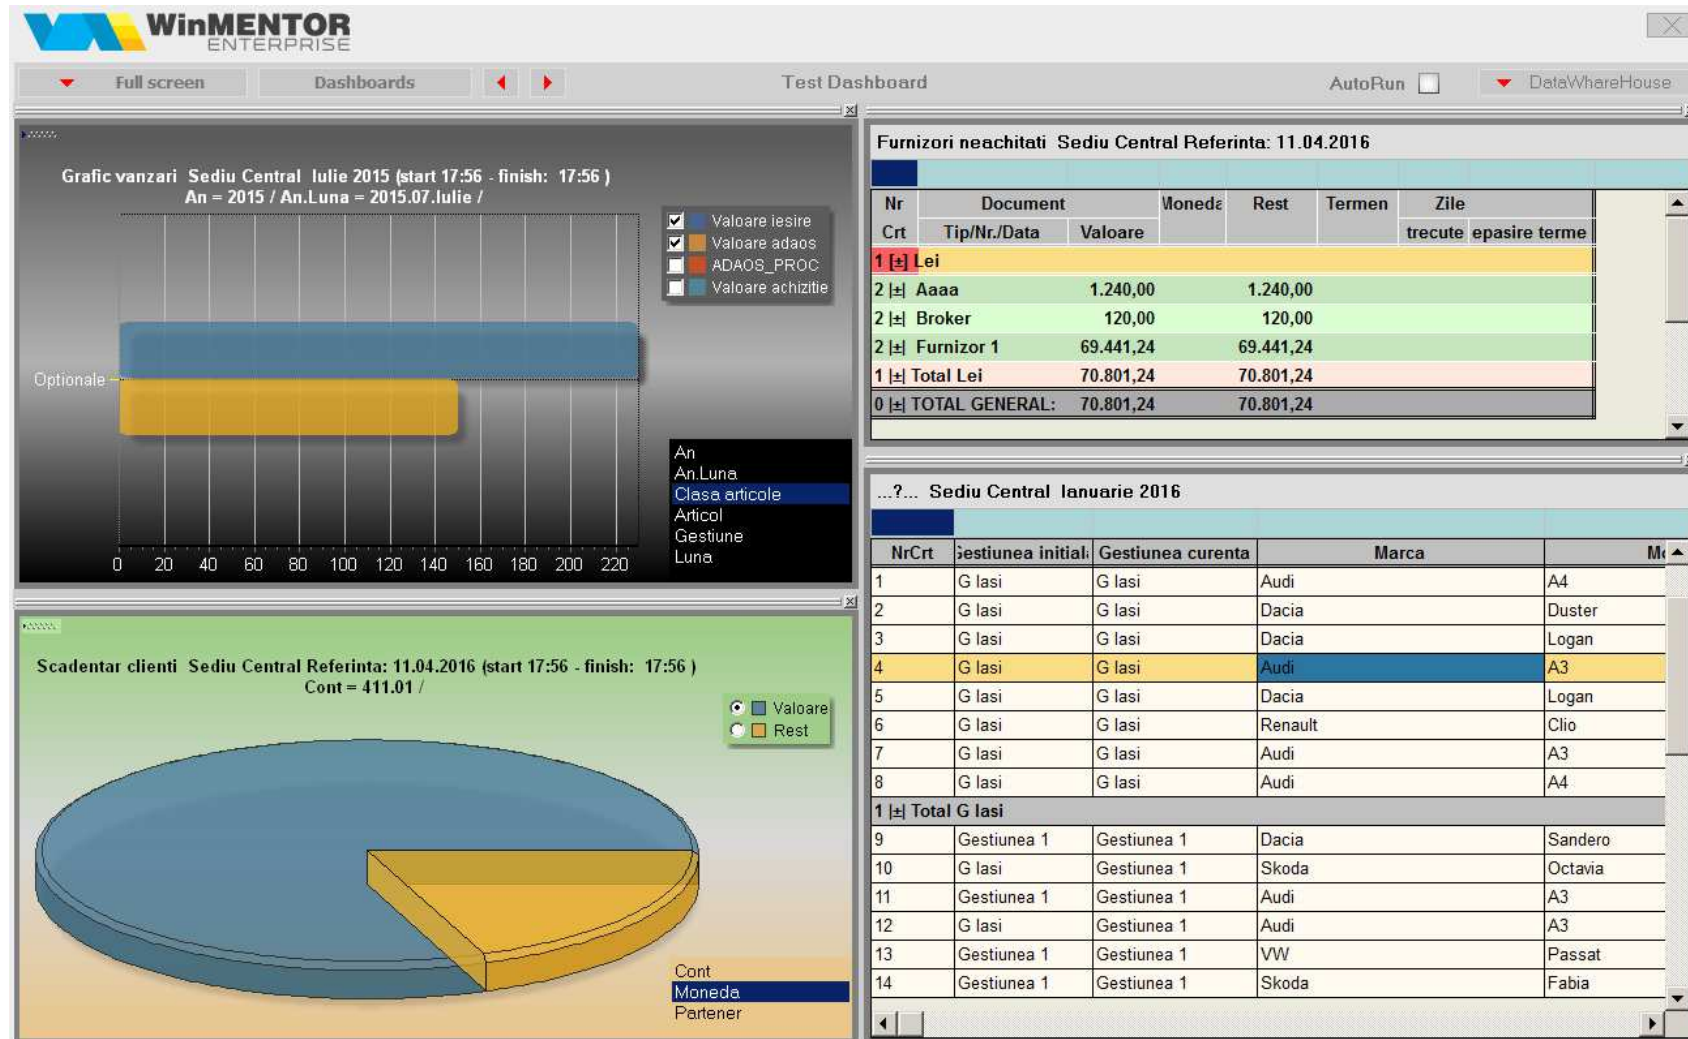 WinMENTOR
ENTERPRISE
Full screen
Dashboards
Test Dashboard
AutoRun
DataWhareHouse
Grafic vanzari Sediu Central Iulie 2015 (start 17:56 - finish: 17:56 )
An = 2015 / An.Luna = 2015.07.Iulie /
Valoare iesire
Valoare adaos
ADAOS_PROC
Valoare achizitie
Optionale
0 20 40 60 80 100 120 140 160 180 200 220
An
An.Luna
Clasa articole
Articol
Gestiune
Luna
Scadentar clienti Sediu Central Referinta: 11.04.2016 (start 17:56 - finish: 17:56 )
Cont = 411.01 /
Valoare
Rest
Cont
Moneda
Partener
Furnizori neachitati Sediu Central Referinta: 11.04.2016
Nr Document Moneda Rest Termen Zile
Crt Tip/Nr./Data Valoare trecute epasire terme
1 [±] Lei
2 |±| Aaaa 1.240,00 1.240,00
2 |±| Broker 120,00 120,00
2 |±| Furnizor 1 69.441,24 69.441,24
1 |±| Total Lei 70.801,24 70.801,24
0 |±| TOTAL GENERAL: 70.801,24 70.801,24
...?... Sediu Central Ianuarie 2016
NrCrt Gestiunea initial Gestiunea curenta Marca
1 G Iasi G Iasi Audi A4
2 G Iasi G Iasi Dacia Duster
3 G Iasi G Iasi Dacia Logan
4 G Iasi G Iasi Audi A3
5 G Iasi G Iasi Dacia Logan
6 G Iasi G Iasi Renault Clio
7 G Iasi G Iasi Audi A3
8 G Iasi G Iasi Audi A4
1 |±| Total G Iasi
9 Gestiunea 1 Gestiunea 1 Dacia Sandero
10 G Iasi Gestiunea 1 Skoda Octavia
11 Gestiunea 1 Gestiunea 1 Audi A3
12 G Iasi Gestiunea 1 Audi A3
13 Gestiunea 1 Gestiunea 1 VW Passat
14 Gestiunea 1 Gestiunea 1 Skoda Fabia